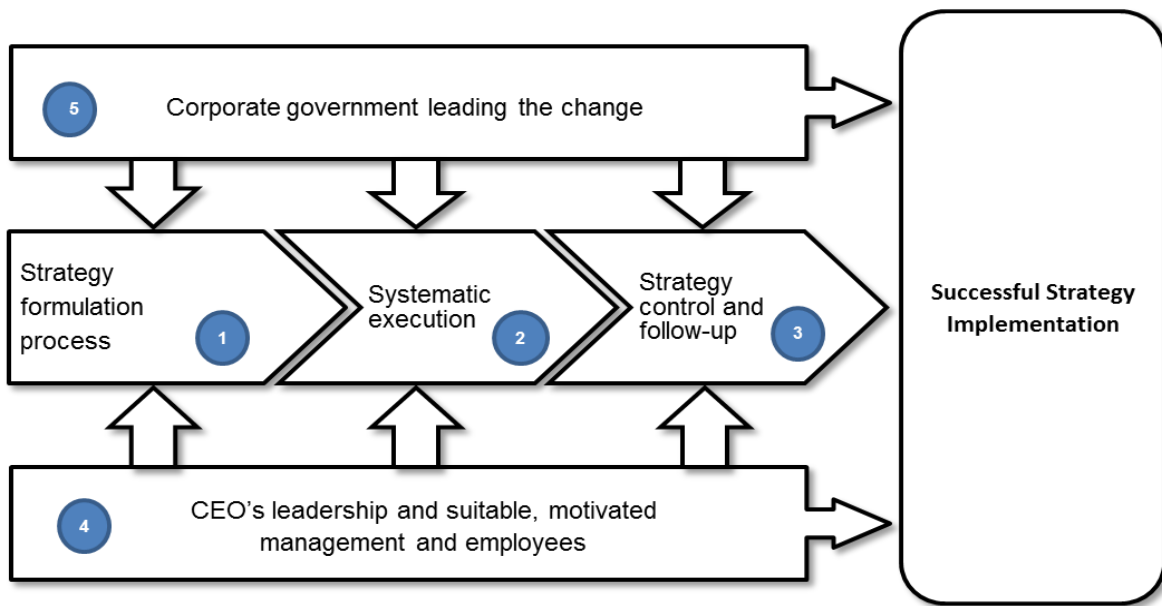 5
Corporate government leading the change
Strategy
formulation
process
1
Systematic
execution
2
Strategy
control and
follow-up
3
Successful Strategy
Implementation
4
CEO's leadership and suitable, motivated
management and employees